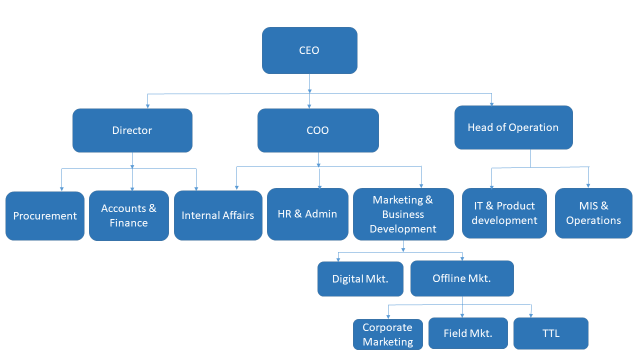 CEO
Director
COO
Head of Operation
Procurement
Accounts &
Finance
Internal Affairs
HR & Admin
Marketing &
Business
Development
IT & Product
development
MIS &
Operations
Digital Mkt.
Offline Mkt.
Corporate
Marketing
Field Mkt.
TTL